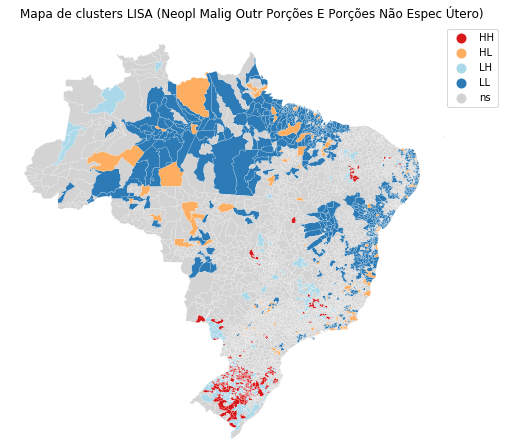 Mapa de clusters LISA (Neopl Malig Outr Porções E Porções Não Espec Útero)
HH
HL
LH
LL
ns